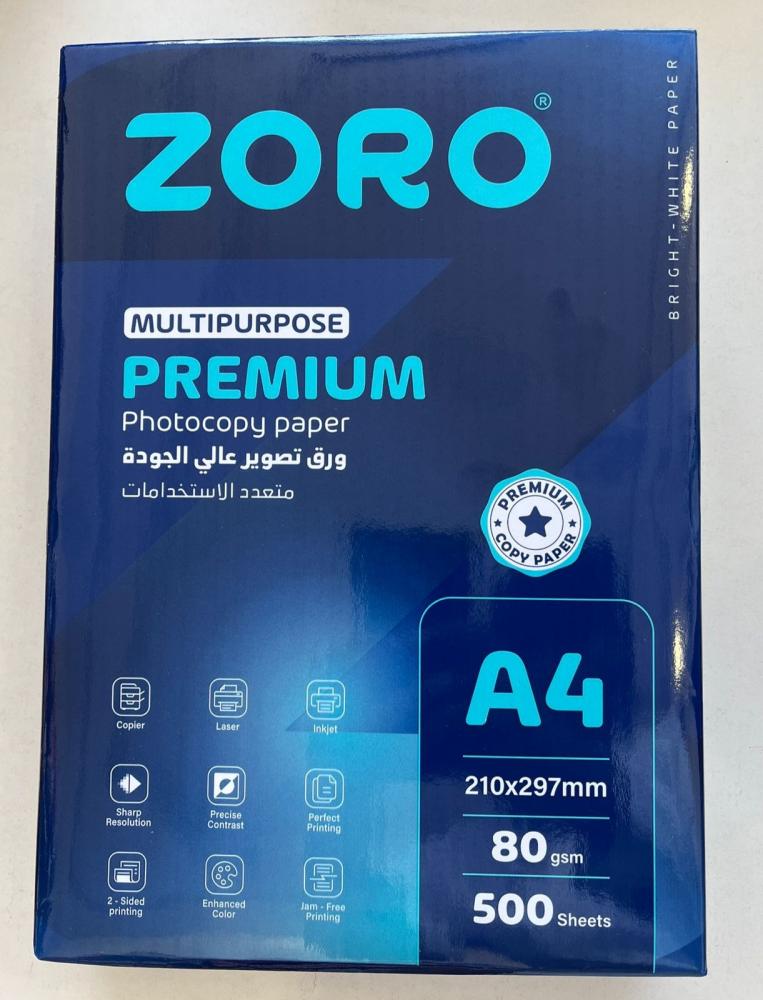 ZORO®
BRIGHT-WHITE PAPER
MULTIPURPOSE
PREMIUM
Photocopy paper
ورق تصوير عالي الجودة
متعدد الاستخدامات
PREMIUM
COPY PAPER
A4
210x297mm
80 gsm
500 Sheets
Copier
Laser
Inkjet
Sharp
Resolution
Precise
Contrast
Perfect
Printing
2 - Sided
printing
Enhanced
Color
Jam - Free
Printing